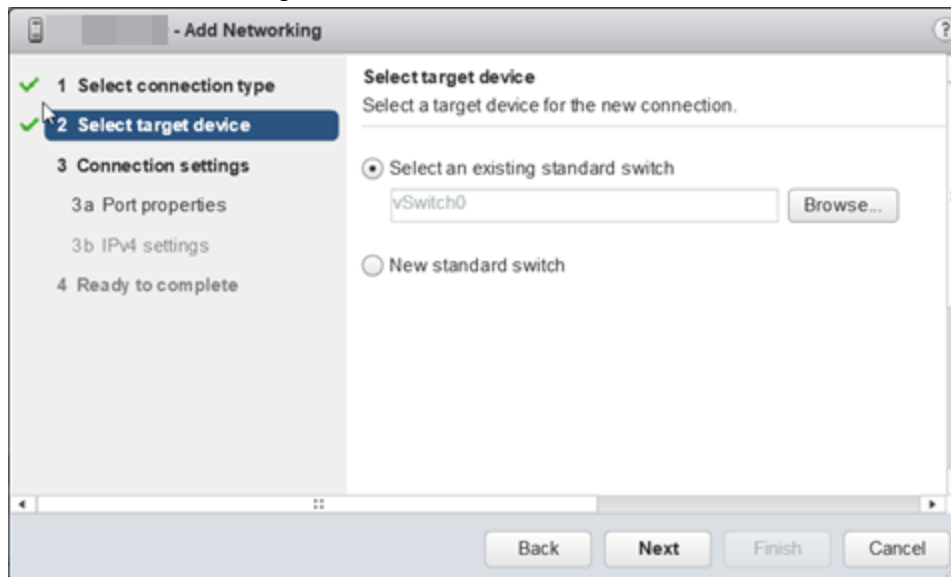 - Add Networking
?
1 Select connection type
2 Select target device
3 Connection settings
3a Port properties
3b IPv4 settings
4 Ready to complete
Select target device
Select a target device for the new connection.
Select an existing standard switch
vSwitch0
Browse...
New standard switch
Back
Next
Finish
Cancel